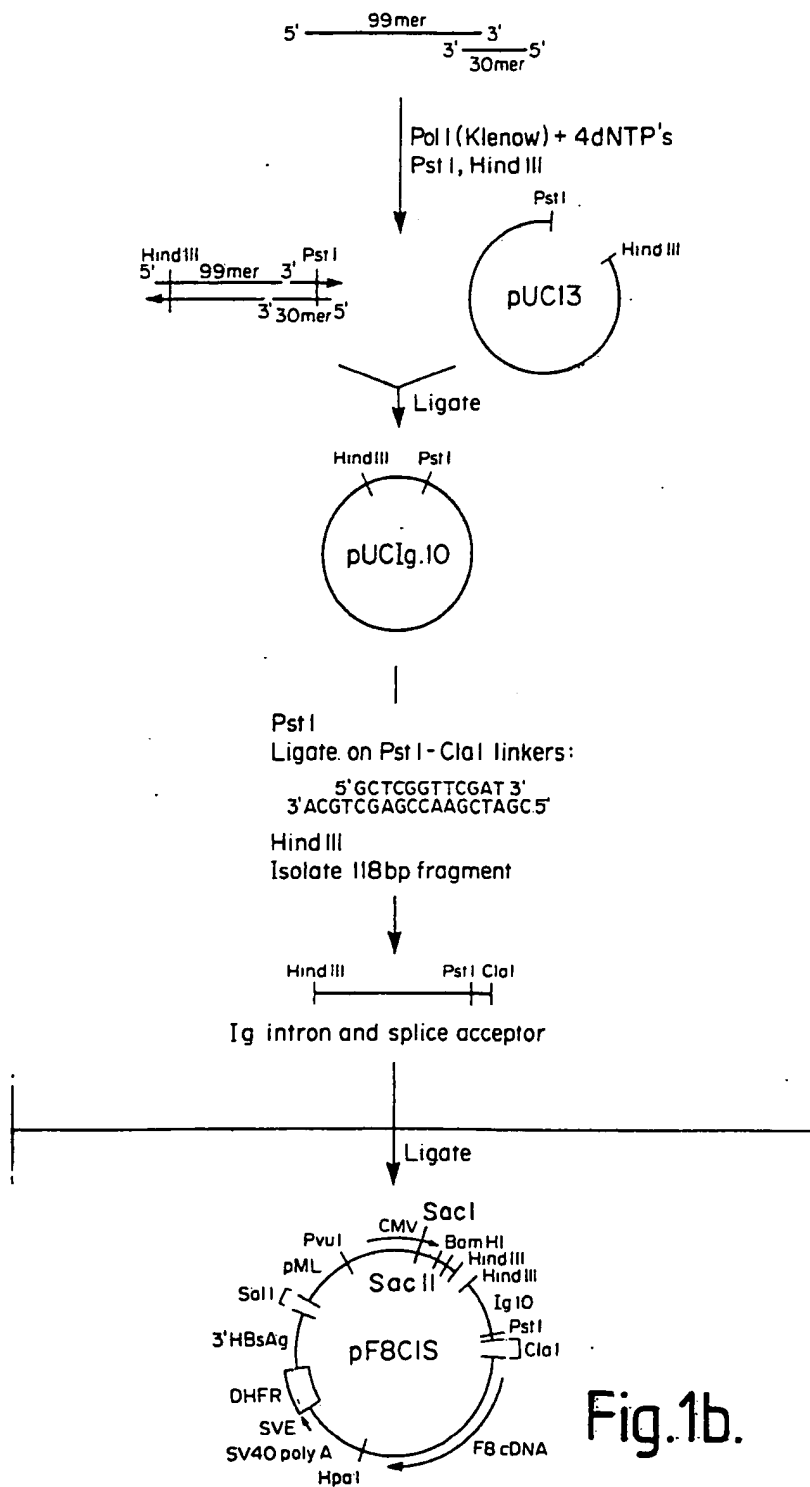 99mer
5' 3'
3' 5'
30mer
Pol I (Klenow) + 4dNTP's
Pst I, Hind III
Pst I
Hind III
pUC13
Hind III Pst I
5' 99mer 3'
3' 30mer 5'
Ligate
Hind III Pst I
pUCIg.10
Pst I
Ligate on Pst I - Cla I linkers:
5' GCTCGGTTCGAT 3'
3' ACGTCGAGCCAAGCTAGC 5'
Hind III
Isolate 118bp fragment
Hind III Pst I Cla I
Ig intron and splice acceptor
Ligate
Sac I
CMV
Pvu I
Bam HI
Hind III
pML
Sac II
Hind III
Sal I
Ig 10
Pst I
3'HBsAg
pF8CIS
Cla I
DHFR
SVE
SV40 poly A
F8 cDNA
Hpa I
Fig.1b.